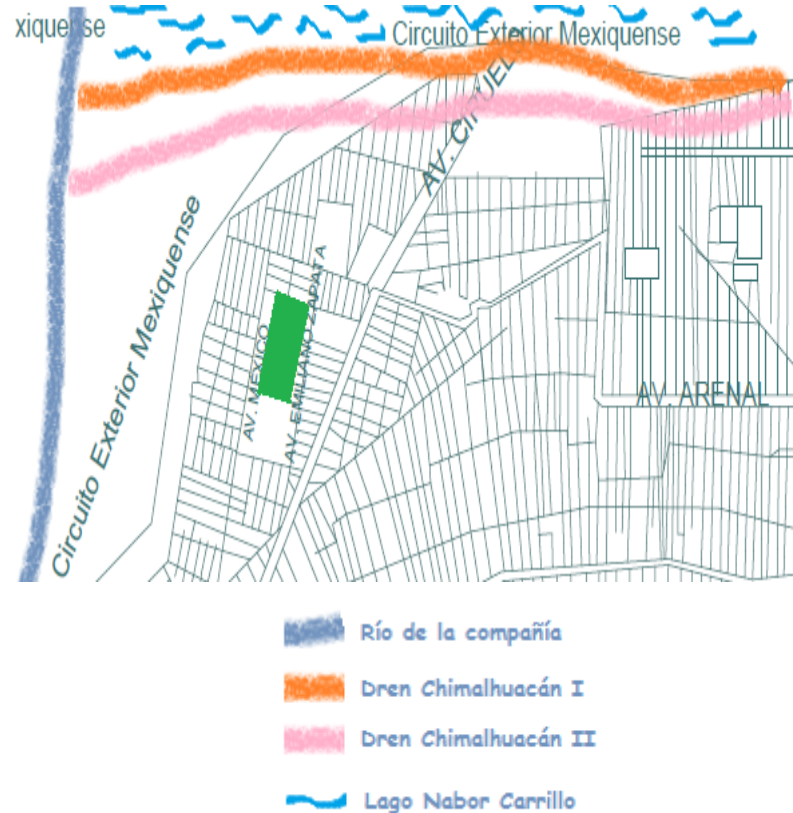 xiquense
Circuito Exterior Mexiquense
AV. CIRUELO
Circuito Exterior Mexiquense
AV. MEXICO
AV. EMILIANO ZAPATA
AV. ARENAL
Río de la compañía
Dren Chimalhuacán I
Dren Chimalhuacán II
Lago Nabor Carrillo